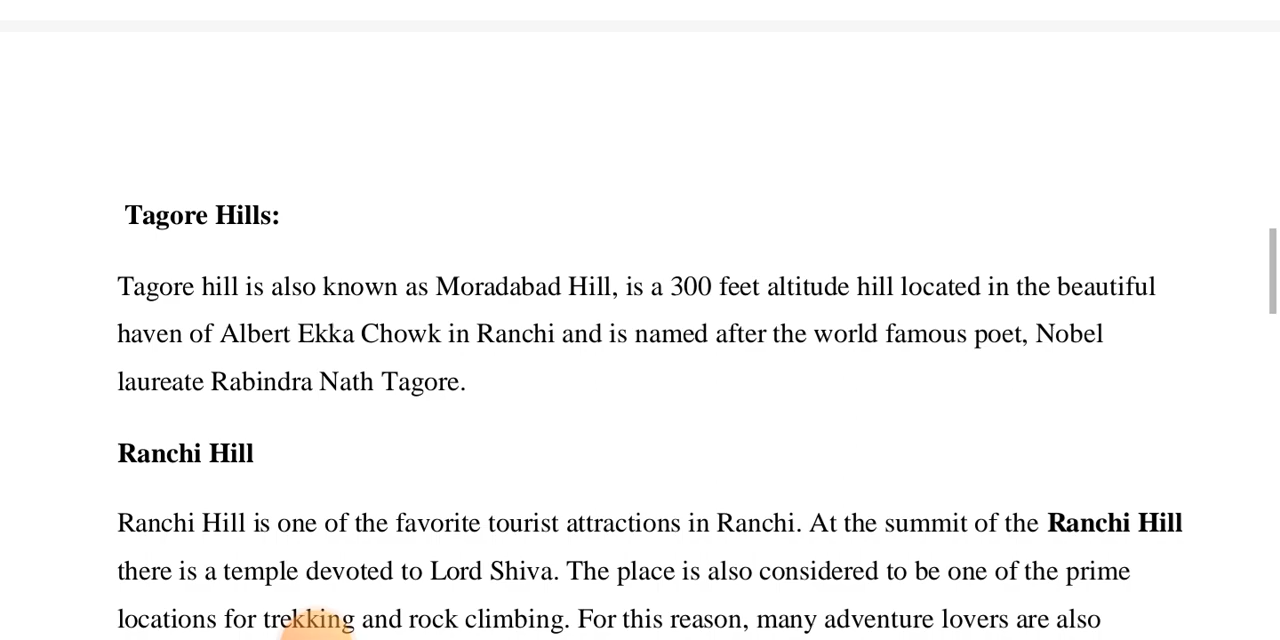 Tagore Hills:
Tagore hill is also known as Moradabad Hill, is a 300 feet altitude hill located in the beautiful
haven of Albert Ekka Chowk in Ranchi and is named after the world famous poet, Nobel
laureate Rabindra Nath Tagore.
Ranchi Hill
Ranchi Hill is one of the favorite tourist attractions in Ranchi. At the summit of the Ranchi Hill
there is a temple devoted to Lord Shiva. The place is also considered to be one of the prime
locations for trekking and rock climbing. For this reason, many adventure lovers are also